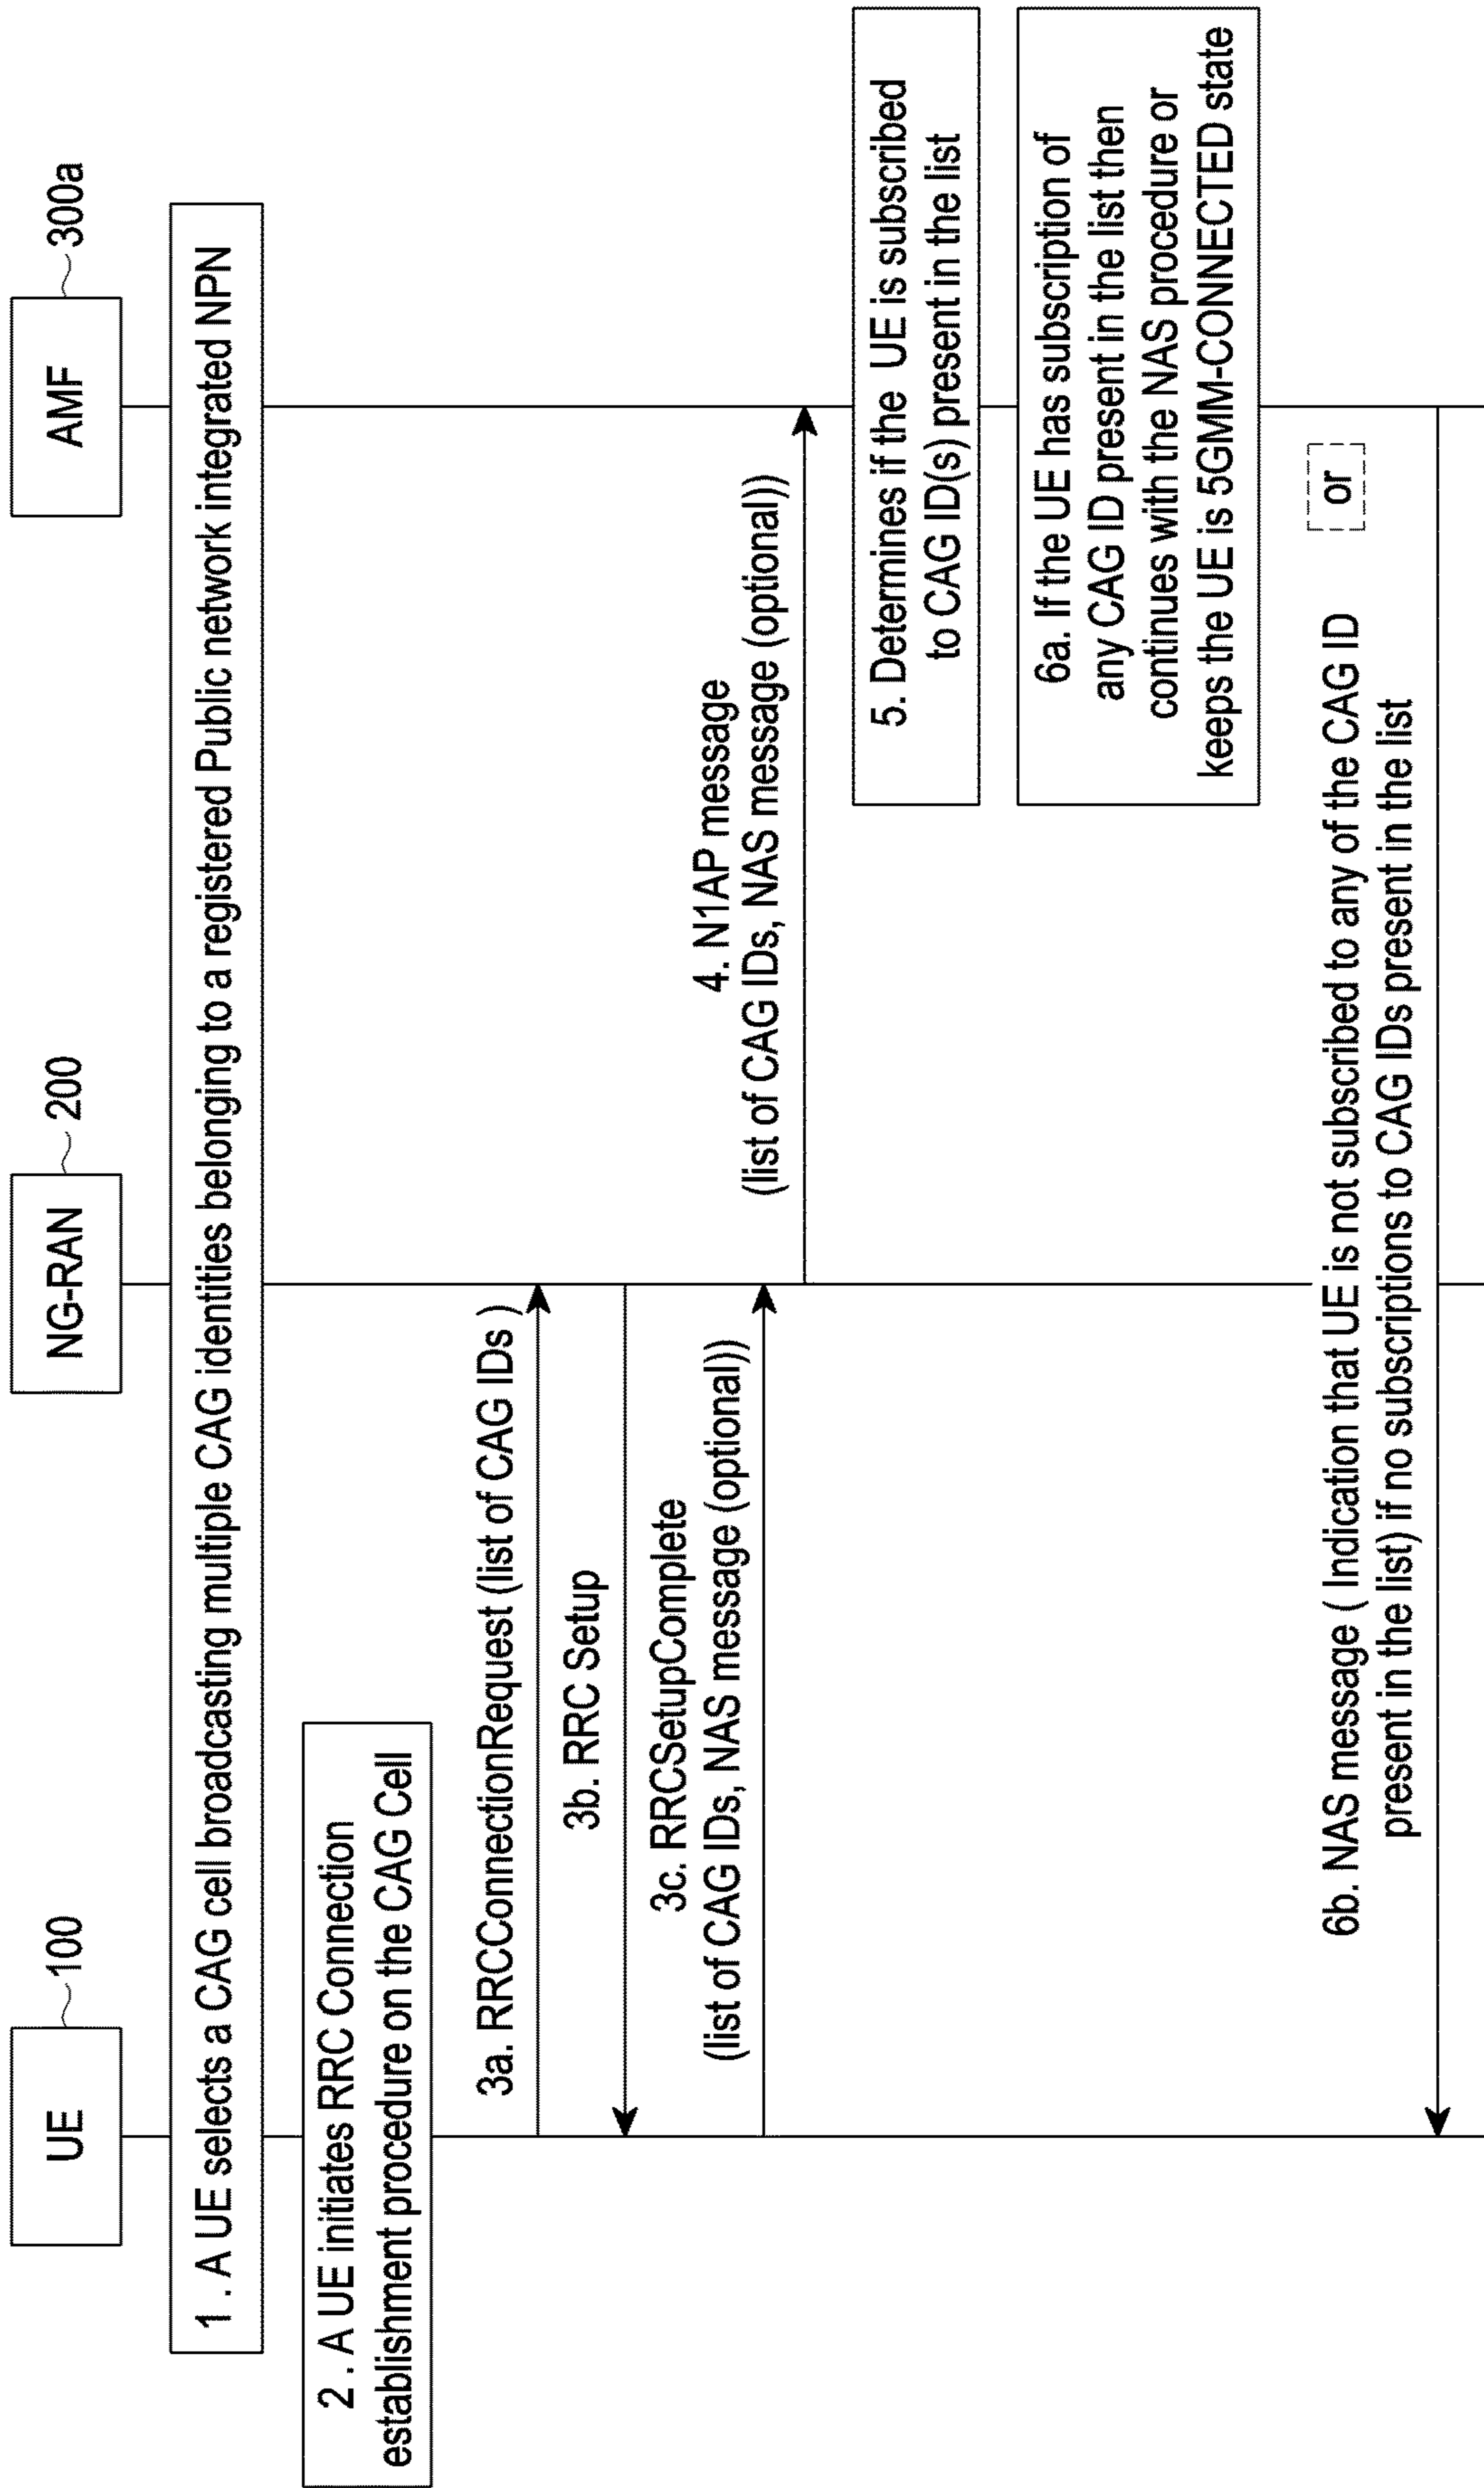 UE
100
NG-RAN
200
AMF
300a
1 . A UE selects a CAG cell broadcasting multiple CAG identities belonging to a registered Public network integrated NPN
2 . A UE initiates RRC Connection
establishment procedure on the CAG Cell
3a. RRCConnectionRequest (list of CAG IDs )
3b. RRC Setup
3c. RRCSetupComplete
(list of CAG IDs, NAS message (optional))
4. N1AP message
(list of CAG IDs, NAS message (optional))
5. Determines if the UE is subscribed
to CAG ID(s) present in the list
6a. If the UE has subscription of
any CAG ID present in the list then
continues with the NAS procedure or
keeps the UE is 5GMM-CONNECTED state
or
6b. NAS message ( Indication that UE is not subscribed to any of the CAG ID
present in the list) if no subscriptions to CAG IDs present in the list